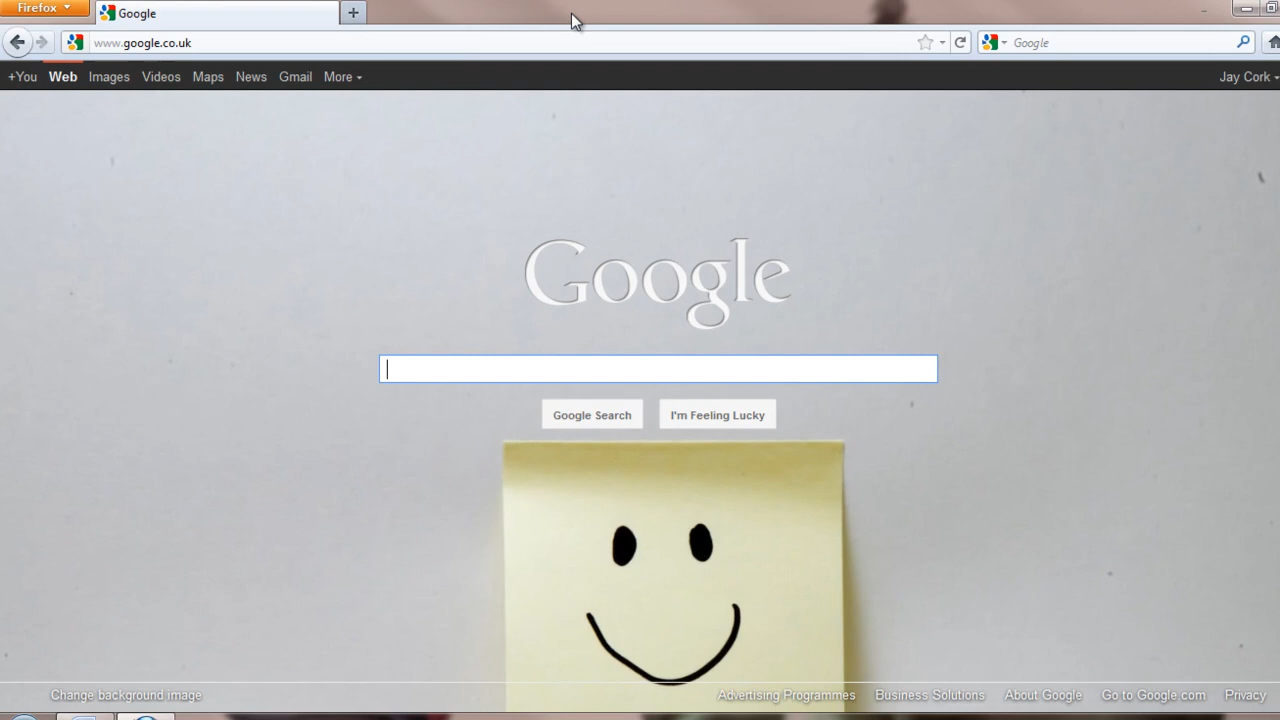 Firefox
Google
www.google.co.uk
Google
+You Web Images Videos Maps News Gmail More
Jay Cork
Google
Google Search I'm Feeling Lucky
Change background image Advertising Programmes Business Solutions About Google Go to Google.com Privacy